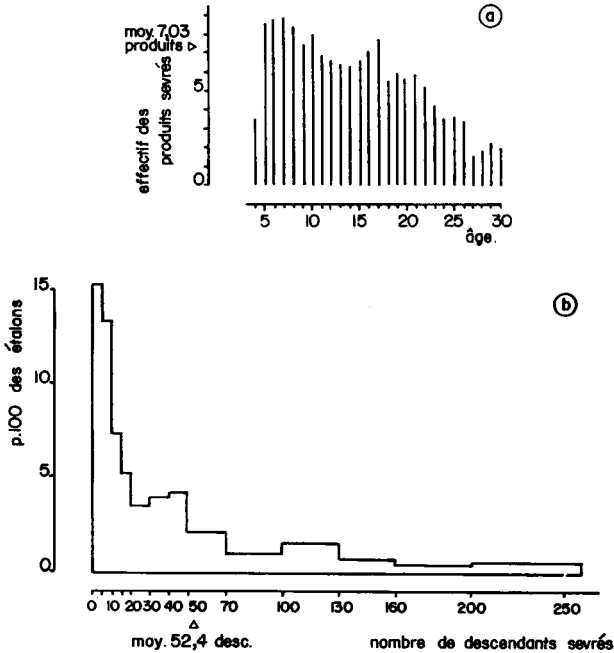 a
moy. 7,03
produits ▷
effectif des
produits sevrés
5
0
5 10 15 20 25 30
âge.
b
p.100 des étalons
15
10
5
0
0 10 20 30 40 50 70 100 130 160 200 250
△
moy. 52,4 desc.
nombre de descendants sevrés